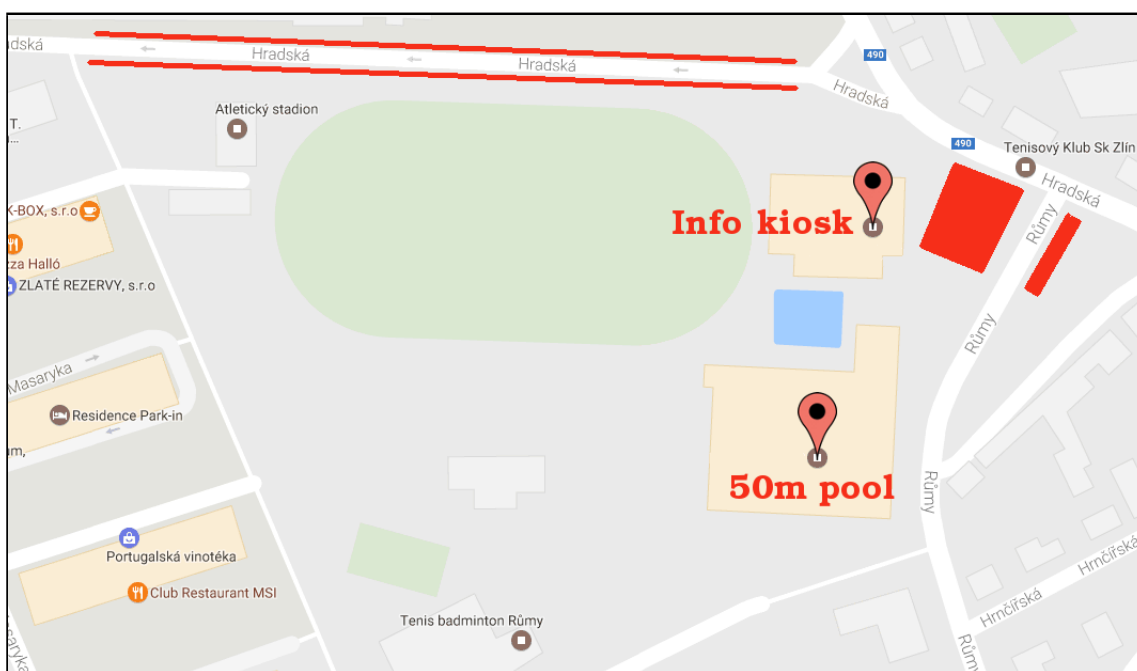 Hradská
Hradská
490
Hradská
Atletický stadion
T.
490
Tenisový Klub Sk Zlín
Hradská
K-BOX, s.r.o
Info kiosk
Růmy
zza Halló
ZLATÉ REZERVY, s.r.o
Růmy
Masaryka
Residence Park-in
um,
50m pool
Růmy
Portugalská vinotéka
Hrnčířská
Club Restaurant MSI
Hrnčířská
Tenis badminton Růmy
Růmy